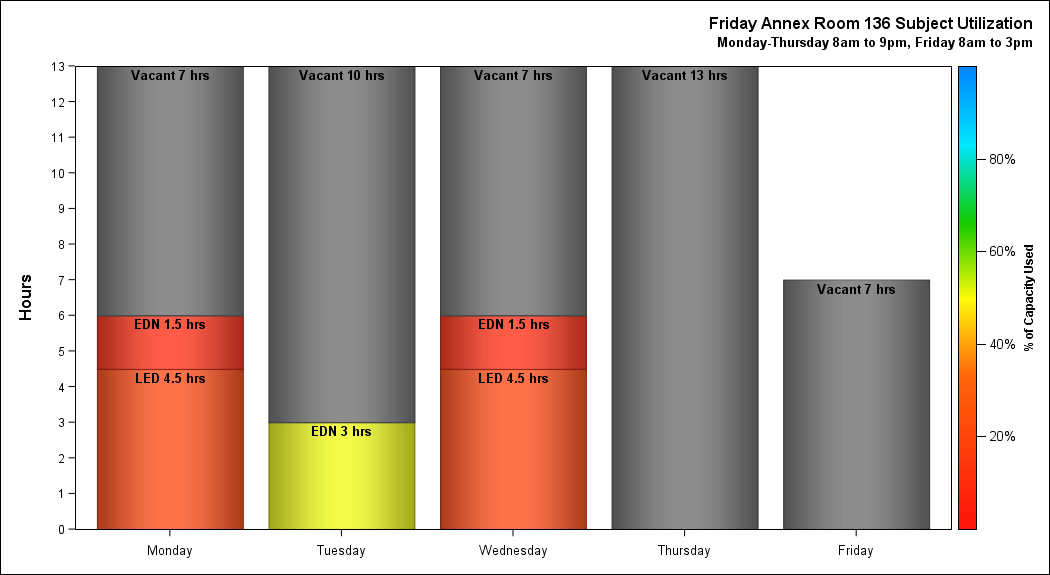 Friday Annex Room 136 Subject Utilization
Monday-Thursday 8am to 9pm, Friday 8am to 3pm
Hours
13
12
11
10
9
8
7
6
5
4
3
2
1
0
Vacant 7 hrs
EDN 1.5 hrs
LED 4.5 hrs
Vacant 10 hrs
EDN 3 hrs
Vacant 7 hrs
EDN 1.5 hrs
LED 4.5 hrs
Vacant 13 hrs
Vacant 7 hrs
Monday
Tuesday
Wednesday
Thursday
Friday
80%
60%
40%
20%
% of Capacity Used